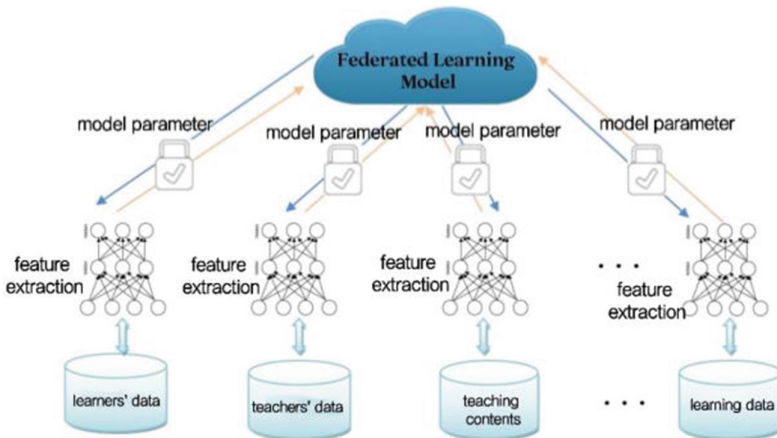 Federated Learning
Model
model parameter
model parameter
model parameter
model parameter
feature
extraction
feature
extraction
feature
extraction
. . .
feature
extraction
learners' data
teachers' data
teaching
contents
. . .
learning data